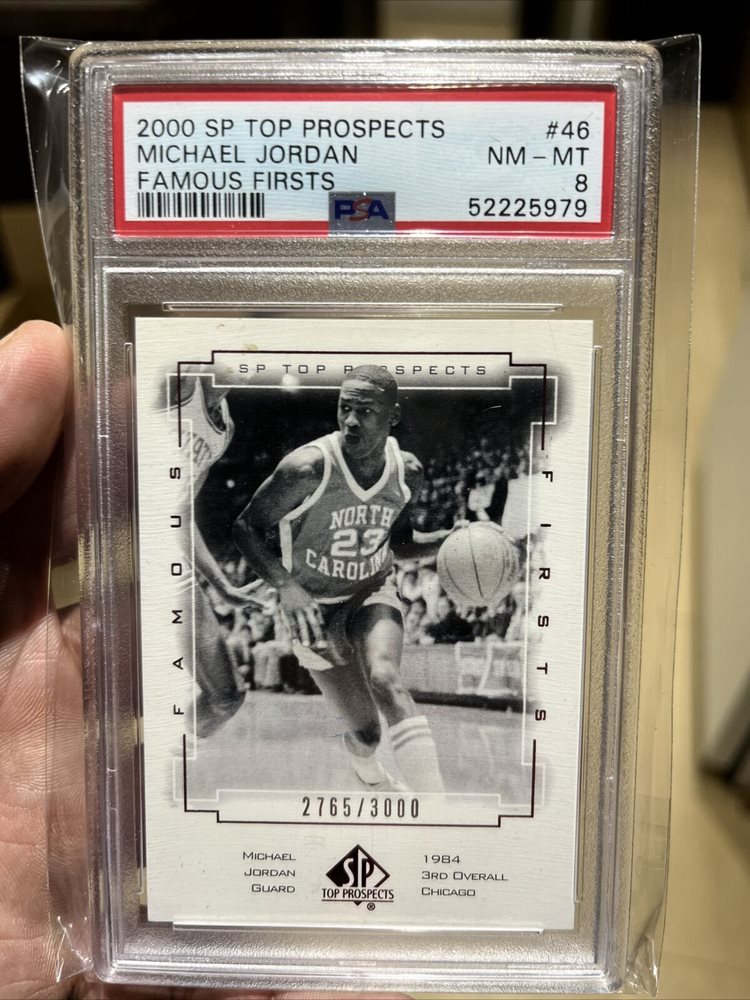 2000 SP TOP PROSPECTS #46
MICHAEL JORDAN NM - MT
FAMOUS FIRSTS 8
PSA 52225979
SP TOP PROSPECTS
FAMOUS
FIRSTS
NORTH
23
CAROLINA
2765/3000
MICHAEL
JORDAN
GUARD
SP
TOP PROSPECTS
®
1984
3RD OVERALL
CHICAGO